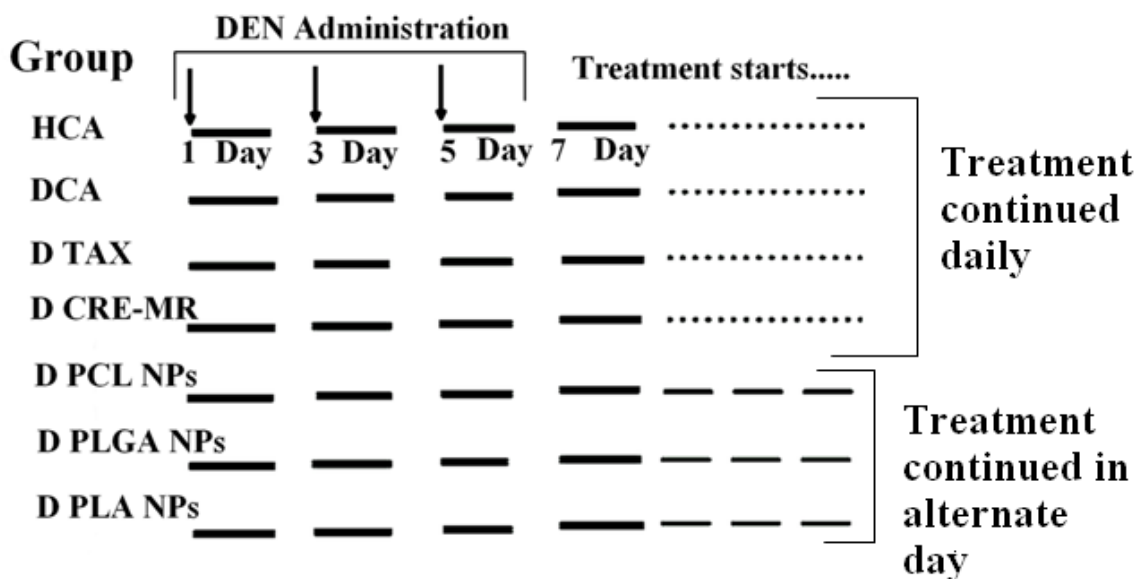 DEN Administration
Group
Treatment starts.....
HCA
1 Day 3 Day 5 Day 7 Day
DCA
D TAX
D CRE-MR
Treatment
continued
daily
D PCL NPs
D PLGA NPs
D PLA NPs
Treatment
continued in
alternate
day